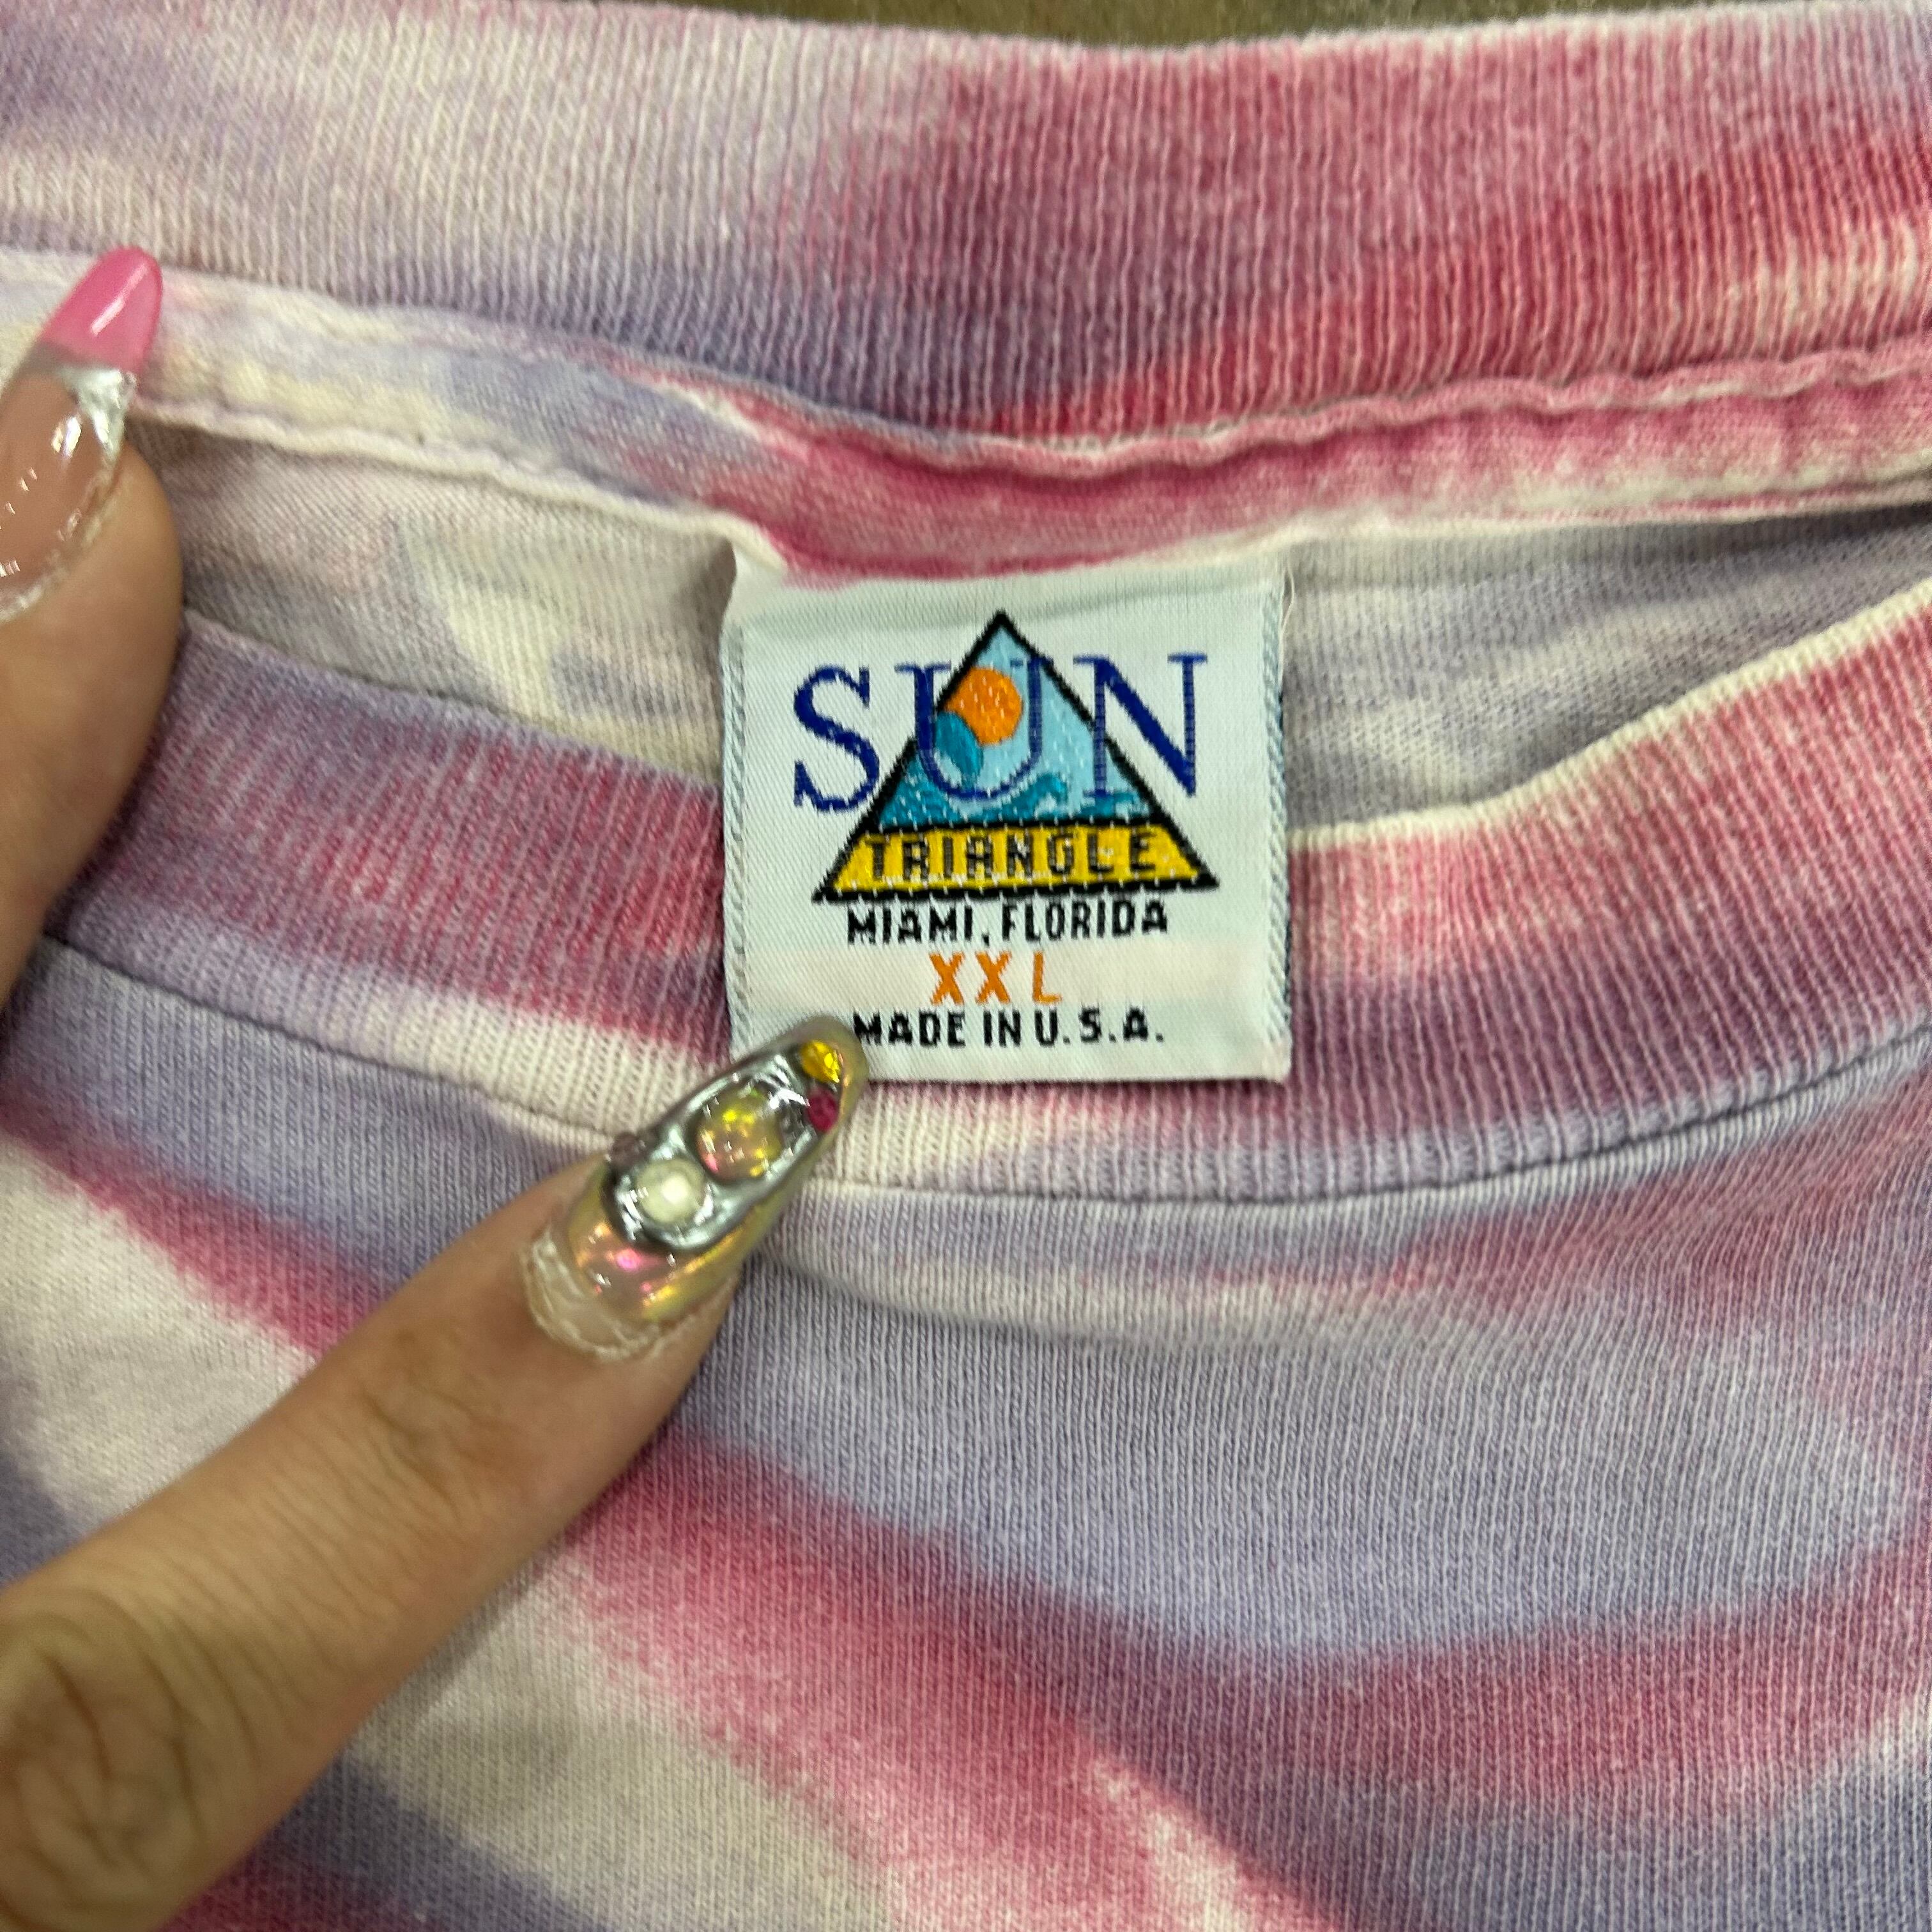 SUN
TRIANGLE
MIAMI, FLORIDA
XXL
MADE IN U.S.A.